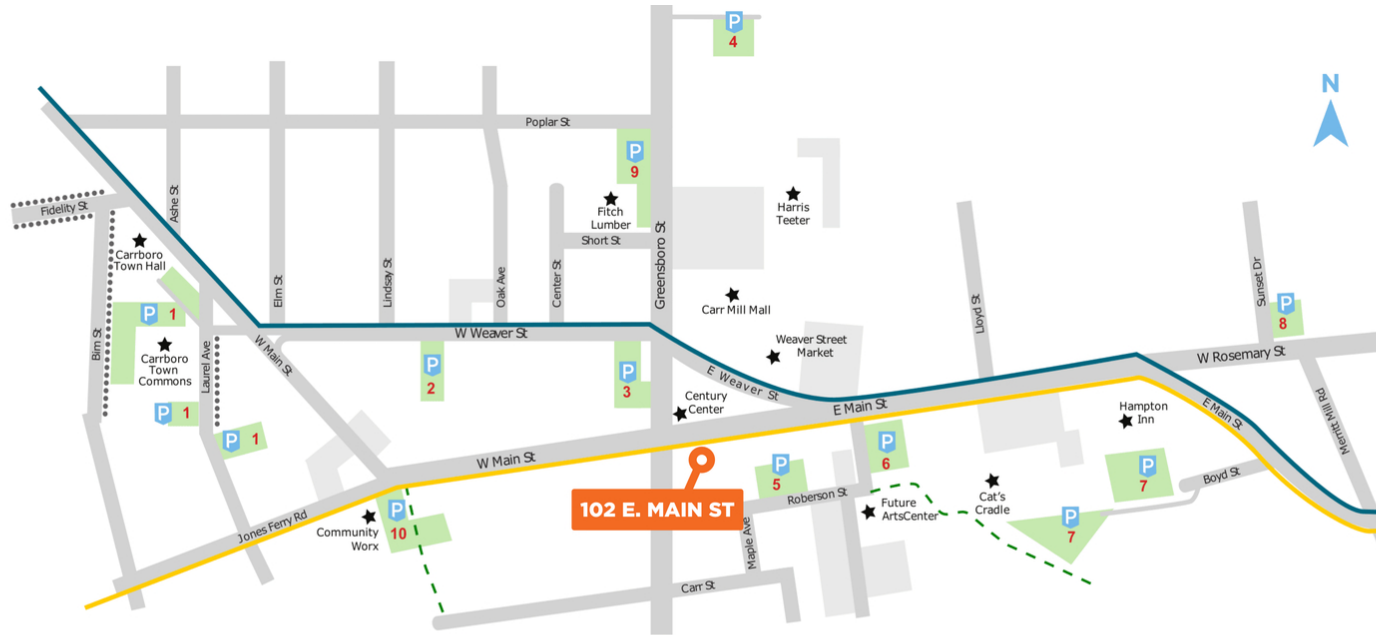 P
4
N
Poplar St
P
9
Ashe St
Fidelity St
Fitch
Lumber
Harris
Teeter
Short St
Carrboro
Town Hall
Elm St
Lindsay St
Oak Ave
Center St
Greensboro St
Carr Mill Mall
Lloyd St
Sunset Dr
P
1
P
8
W Weaver St
Weaver Street
Market
W Rosemary St
Bim St
Carrboro
Town
Commons
Laurel Ave
W Main St
P
2
P
3
E Weaver St
Century
Center
E Main St
Hampton
Inn
E Main St
Merritt Mill Rd
P
1
P
1
W Main St
P
5
P
6
P
7
Boyd St
102 E. MAIN ST
Roberson St
Cat's
Cradle
Future
ArtsCenter
P
7
Jones Ferry Rd
Community
Worx
P
10
Maple Ave
Carr St